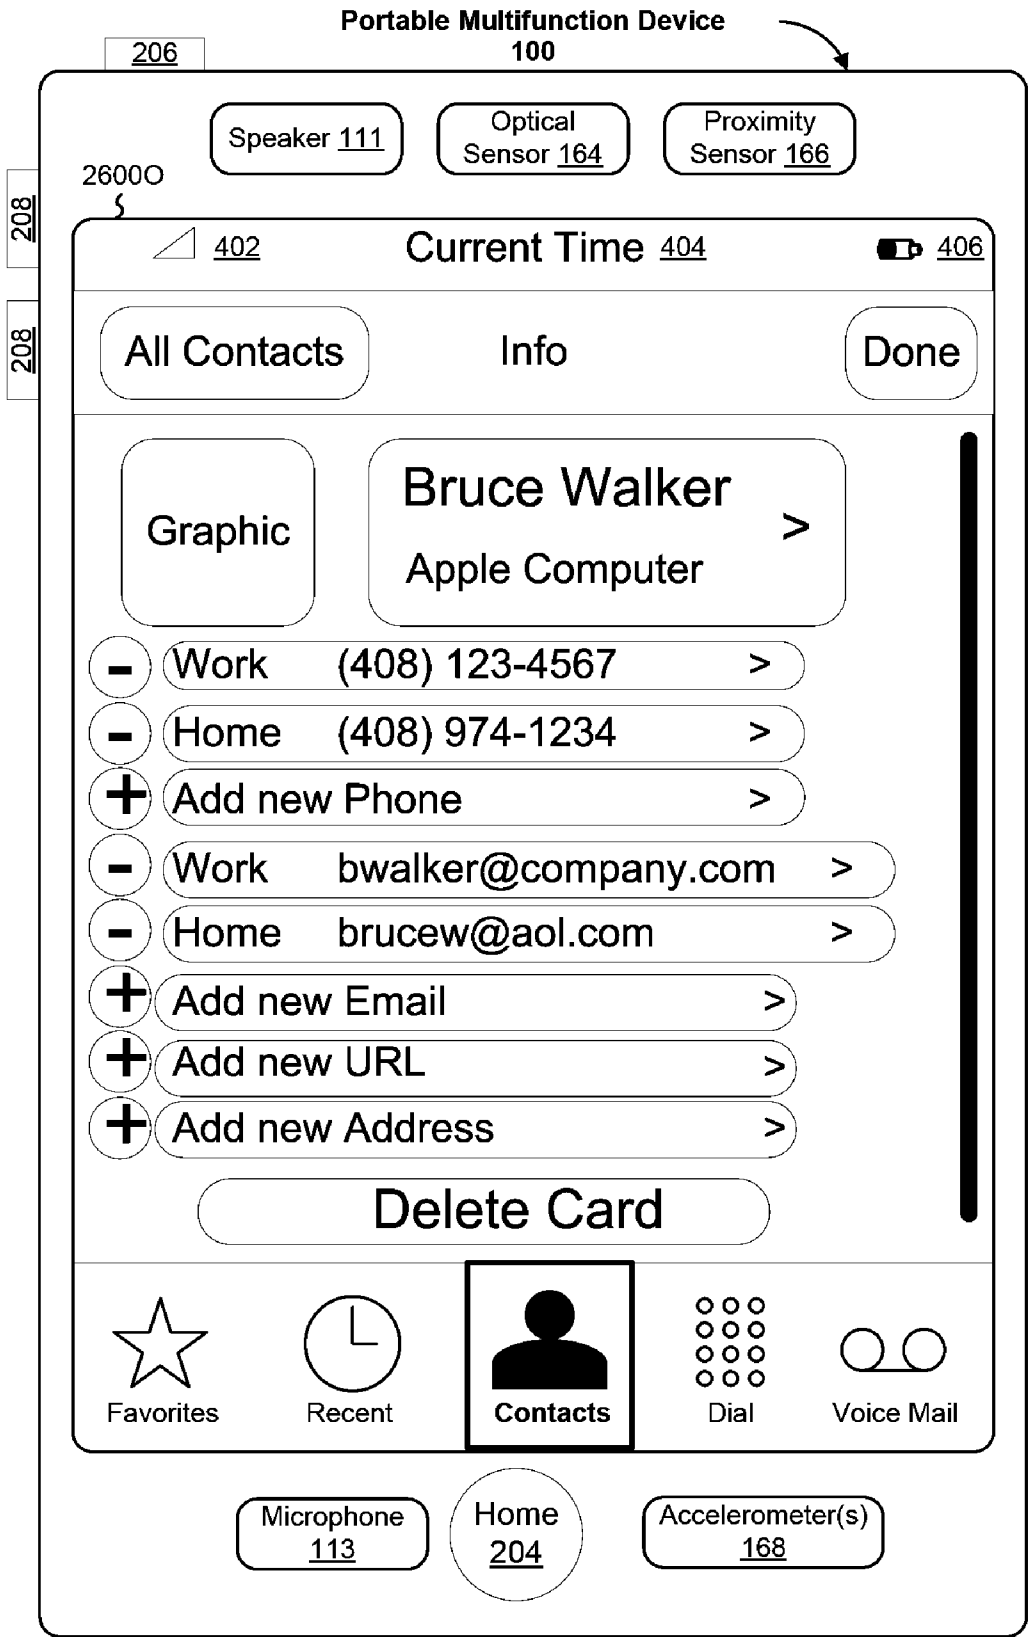 Portable Multifunction Device
100
206
Speaker 111
Optical
Sensor 164
Proximity
Sensor 166
2600O
208
208
402
Current Time 404
406
All Contacts
Info
Done
Graphic
Bruce Walker
>
Apple Computer
- Work (408) 123-4567 >
- Home (408) 974-1234 >
+ Add new Phone >
- Work bwalker@company.com >
- Home brucew@aol.com >
+ Add new Email >
+ Add new URL >
+ Add new Address >
Delete Card
Favorites
Recent
Contacts
Dial
Voice Mail
Microphone
113
Home
204
Accelerometer(s)
168